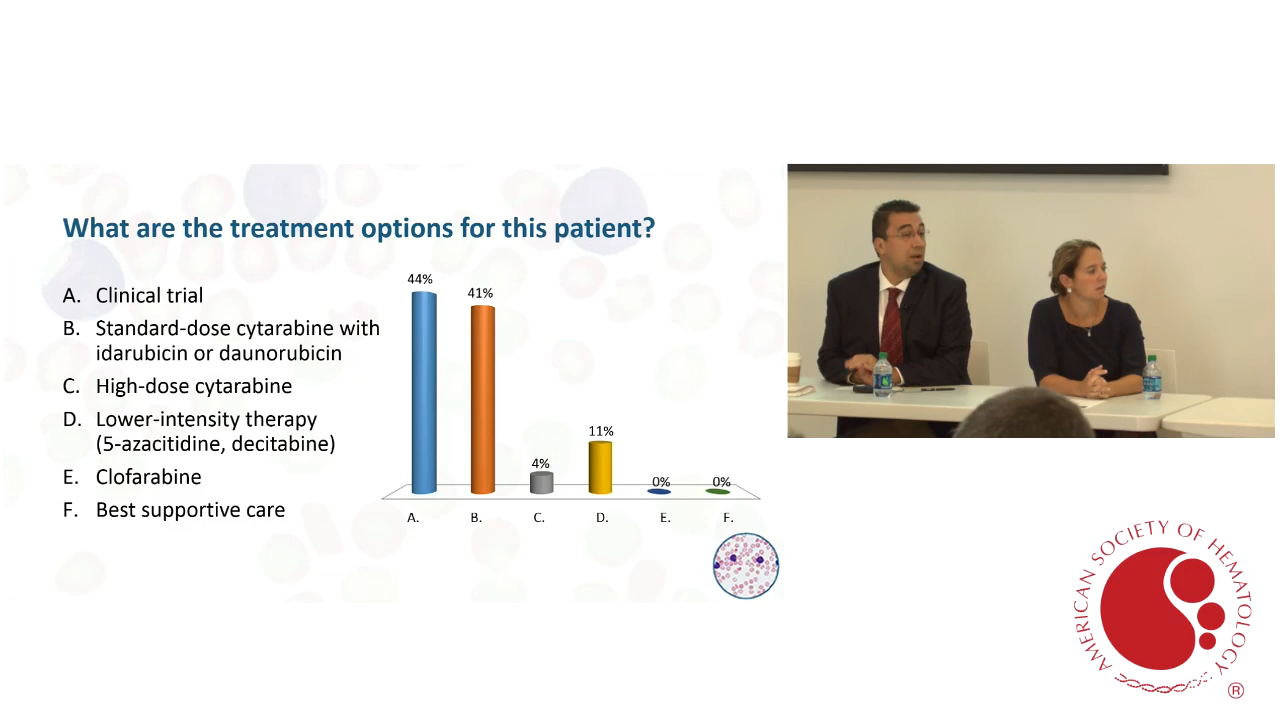 What are the treatment options for this patient?
A. Clinical trial
B. Standard-dose cytarabine with
idarubicin or daunorubicin
C. High-dose cytarabine
D. Lower-intensity therapy
(5-azacitidine, decitabine)
E. Clofarabine
F. Best supportive care
44%
41%
4%
11%
0%
0%
A.
B.
C.
D.
E.
F.
AMERICAN SOCIETY OF HEMATOLOGY
®